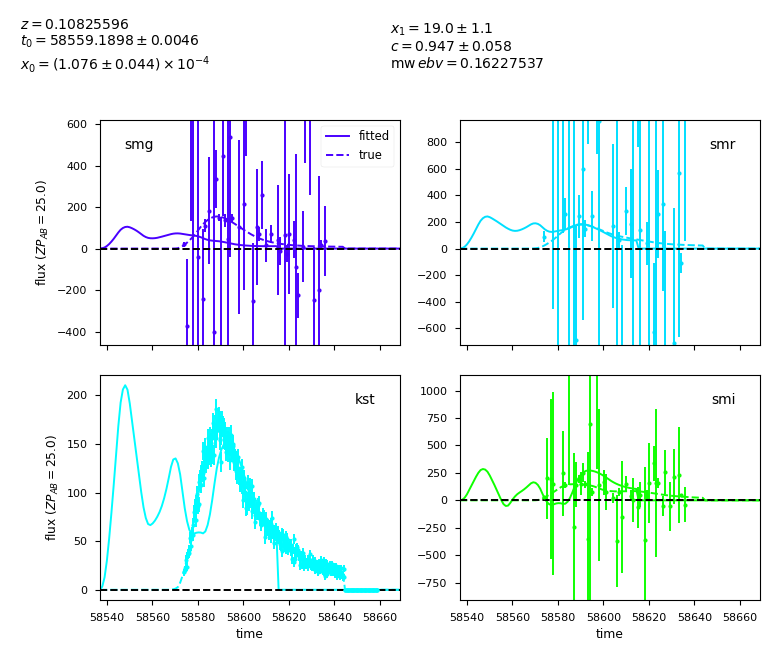 z = 0.10825596
t₀ = 58559.1898 ± 0.0046
x₀ = (1.076 ± 0.044) × 10⁻⁴
x₁ = 19.0 ± 1.1
c = 0.947 ± 0.058
mw ebv = 0.16227537
smg
fitted
true
600
400
200
0
−200
−400
flux (ZP_AB = 25.0)
smr
800
600
400
200
0
−200
−400
−600
kst
200
150
100
50
0
flux (ZP_AB = 25.0)
58540 58560 58580 58600 58620 58640 58660
time
smi
1000
750
500
250
0
−250
−500
−750
58540 58560 58580 58600 58620 58640 58660
time